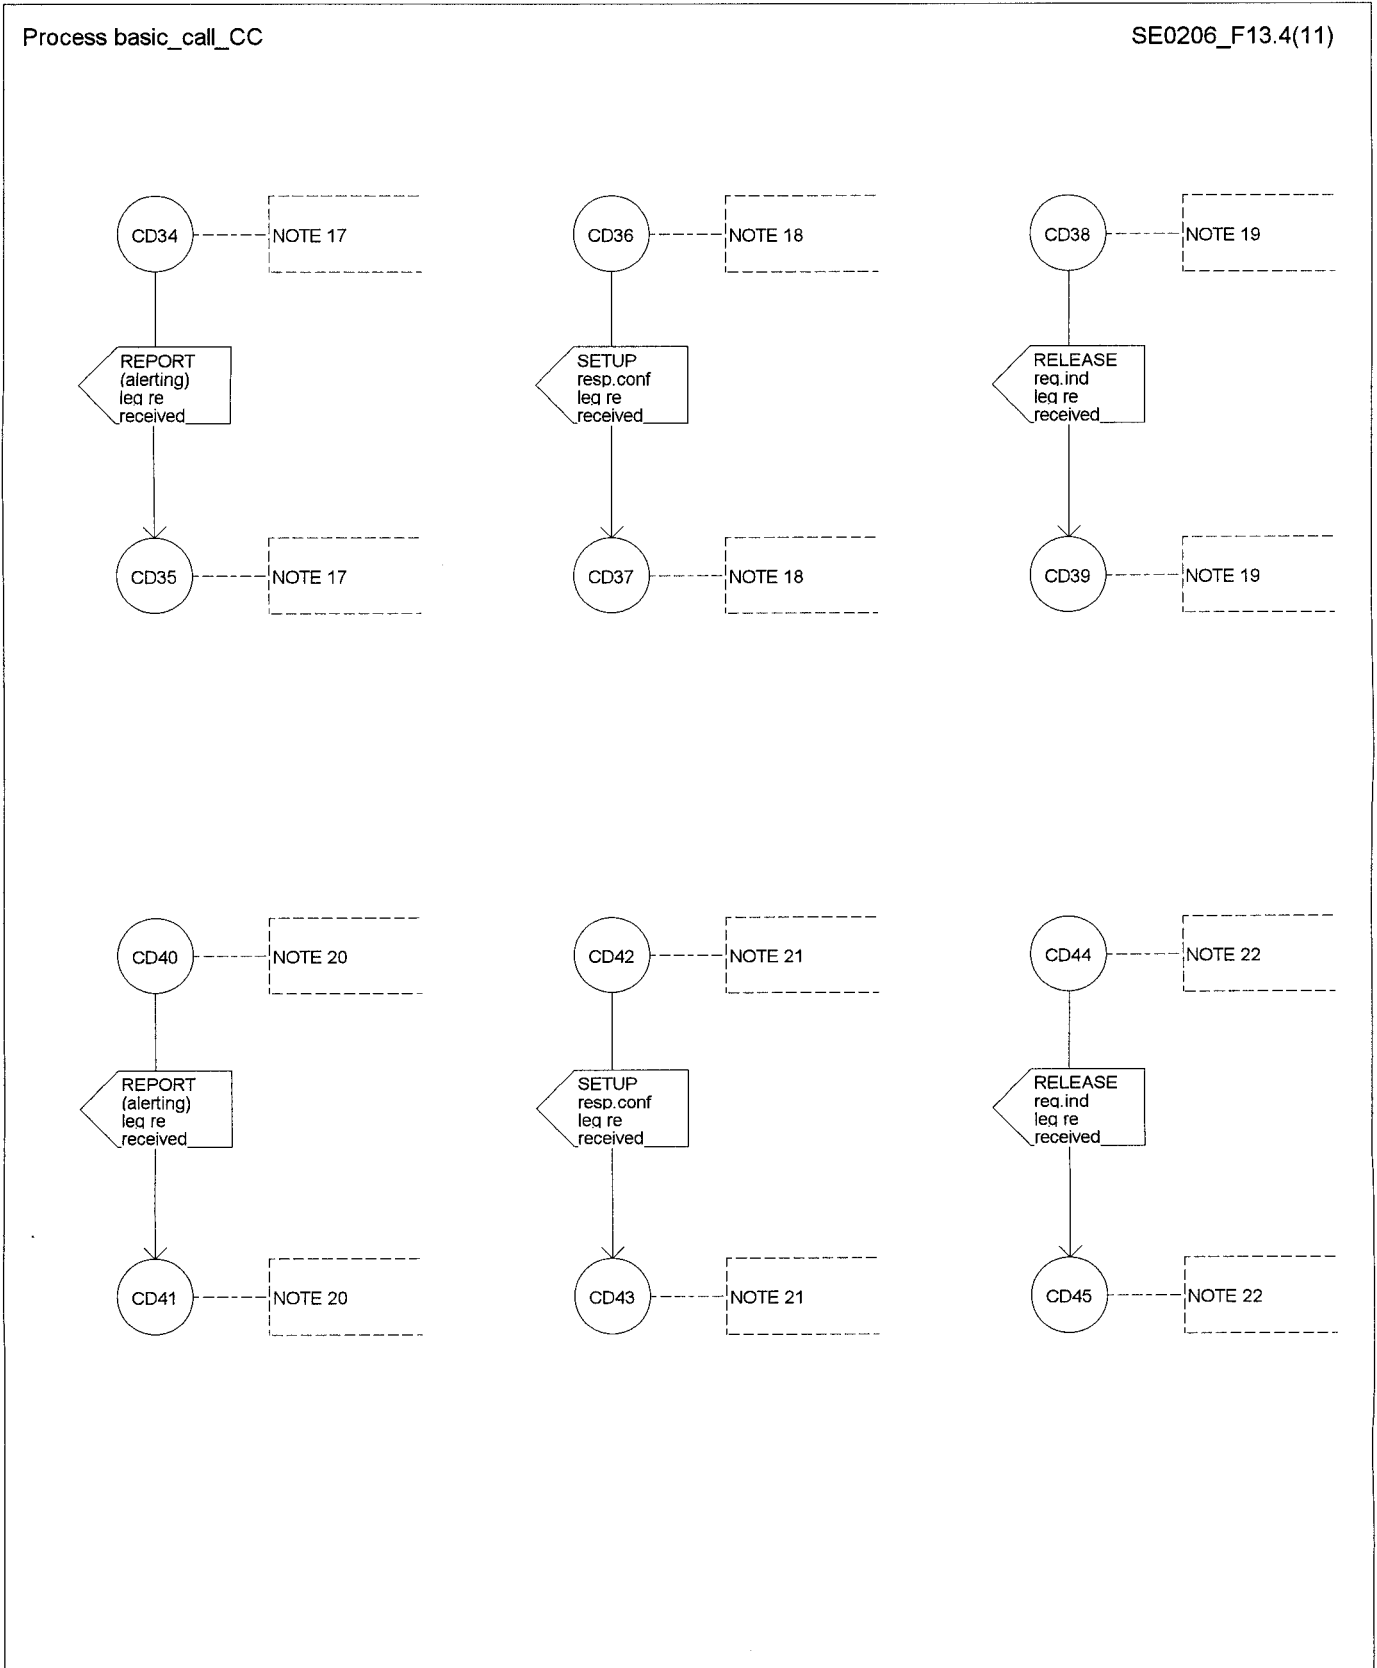 Process basic_call_CC
SE0206_F13.4(11)
CD34
NOTE 17
CD36
NOTE 18
CD38
NOTE 19
REPORT
(alerting)
leg re
received
SETUP
resp.conf
leg re
received
RELEASE
req.ind
leg re
received
CD35
NOTE 17
CD37
NOTE 18
CD39
NOTE 19
CD40
NOTE 20
CD42
NOTE 21
CD44
NOTE 22
REPORT
(alerting)
leg re
received
SETUP
resp.conf
leg re
received
RELEASE
req.ind
leg re
received
CD41
NOTE 20
CD43
NOTE 21
CD45
NOTE 22